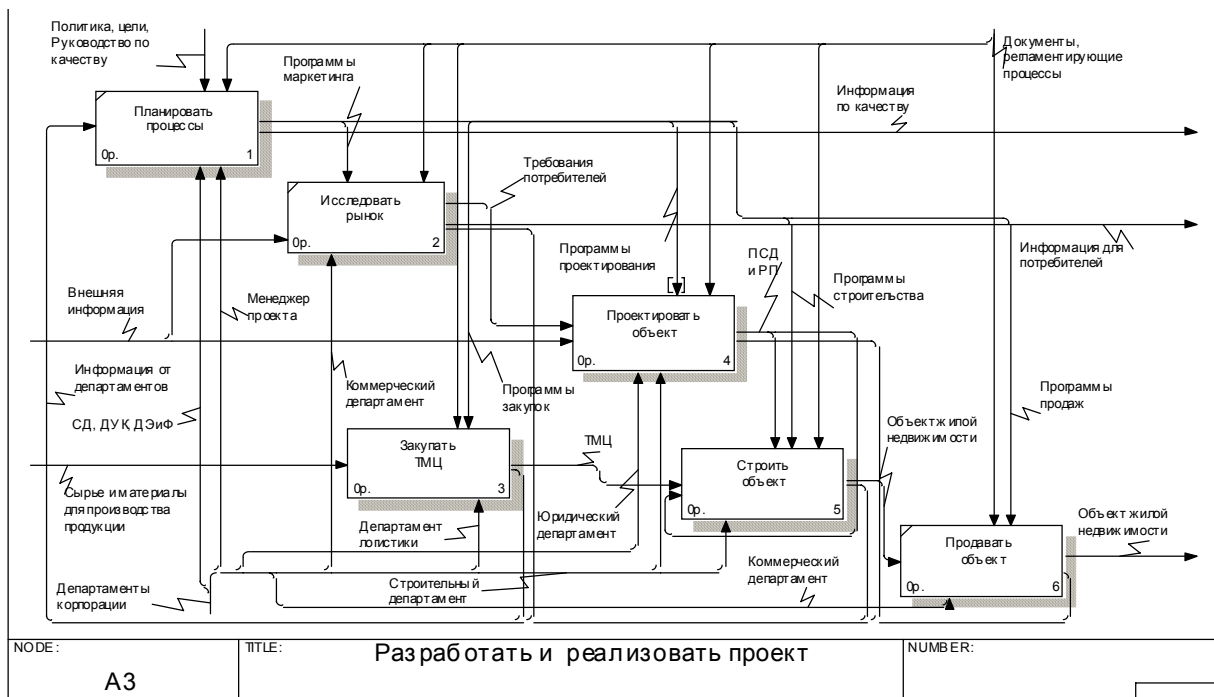 Политика, цели,
Руководство по
качеству
Программы
маркетинга
Документы,
регламентирующие
процессы
Информация
по качеству
Планировать
процессы
0р.
1
Требования
потребителей
Исследовать
рынок
0р.
2
Программы
проектирования
ПСД
и РП
Программы
строительства
Информация для
потребителей
Внешняя
информация
Менеджер
проекта
Проектировать
объект
0р.
4
Информация от
департаментов
Коммерческий
департамент
Программы
закупок
Программы
продаж
СД, ДУК, ДЭиФ
Закупать
ТМЦ
0р.
3
ТМЦ
Объект жилой
недвижимости
Строить
объект
0р.
5
Сырье и материалы
для производства
продукции
Департамент
логистики
Юридический
департамент
Объект жилой
недвижимости
Продавать
объект
0р.
6
Департаменты
корпорации
Строительный
департамент
Коммерческий
департамент
NODE:
A3
TITLE:
Разработать и реализовать проект
NUMBER: